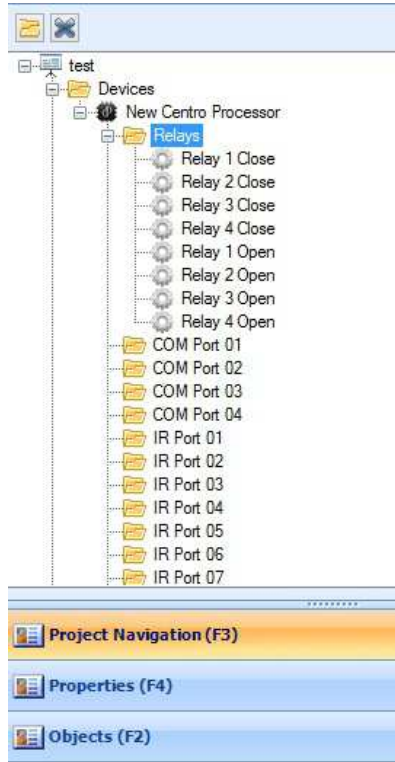 test
Devices
New Centro Processor
Relays
Relay 1 Close
Relay 2 Close
Relay 3 Close
Relay 4 Close
Relay 1 Open
Relay 2 Open
Relay 3 Open
Relay 4 Open
COM Port 01
COM Port 02
COM Port 03
COM Port 04
IR Port 01
IR Port 02
IR Port 03
IR Port 04
IR Port 05
IR Port 06
IR Port 07
Project Navigation (F3)
Properties (F4)
Objects (F2)